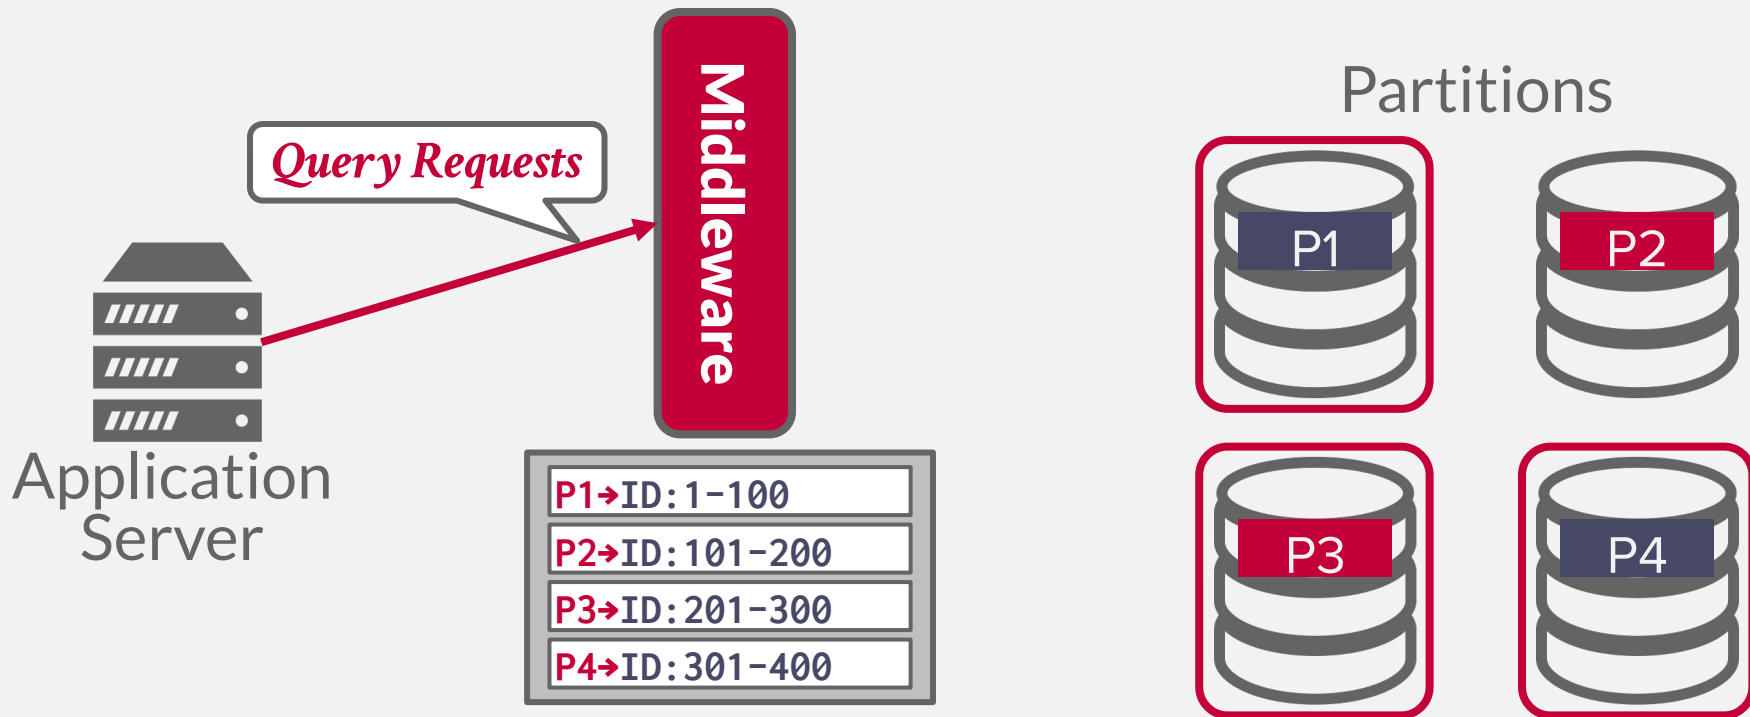 Middleware
Partitions
Query Requests
P1
P2
Application
Server
P1→ID:1-100
P2→ID:101-200
P3→ID:201-300
P4→ID:301-400
P3
P4